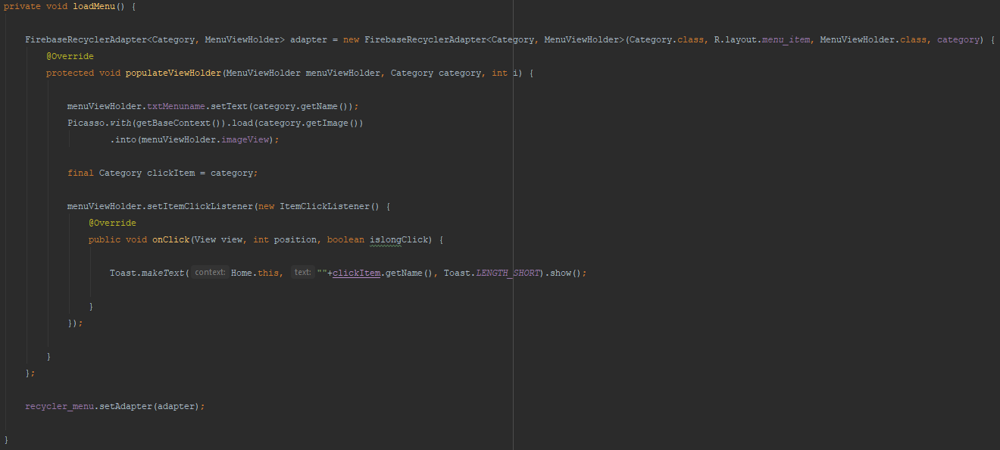 private void loadMenu() {
FirebaseRecyclerAdapter<Category, MenuViewHolder> adapter = new FirebaseRecyclerAdapter<Category, MenuViewHolder>(Category.class, R.layout.menu_item, MenuViewHolder.class, category) {
@Override
protected void populateViewHolder(MenuViewHolder menuViewHolder, Category category, int i) {
menuViewHolder.txtMenuname.setText(category.getName());
Picasso.with(getBaseContext()).load(category.getImage())
.into(menuViewHolder.imageView);
final Category clickItem = category;
menuViewHolder.setItemClickListener(new ItemClickListener() {
@Override
public void onClick(View view, int position, boolean islongClick) {
Toast.makeText( context: Home.this, text: ""+clickItem.getName(), Toast.LENGTH_SHORT).show();
}
});
}
};
recycler_menu.setAdapter(adapter);
}